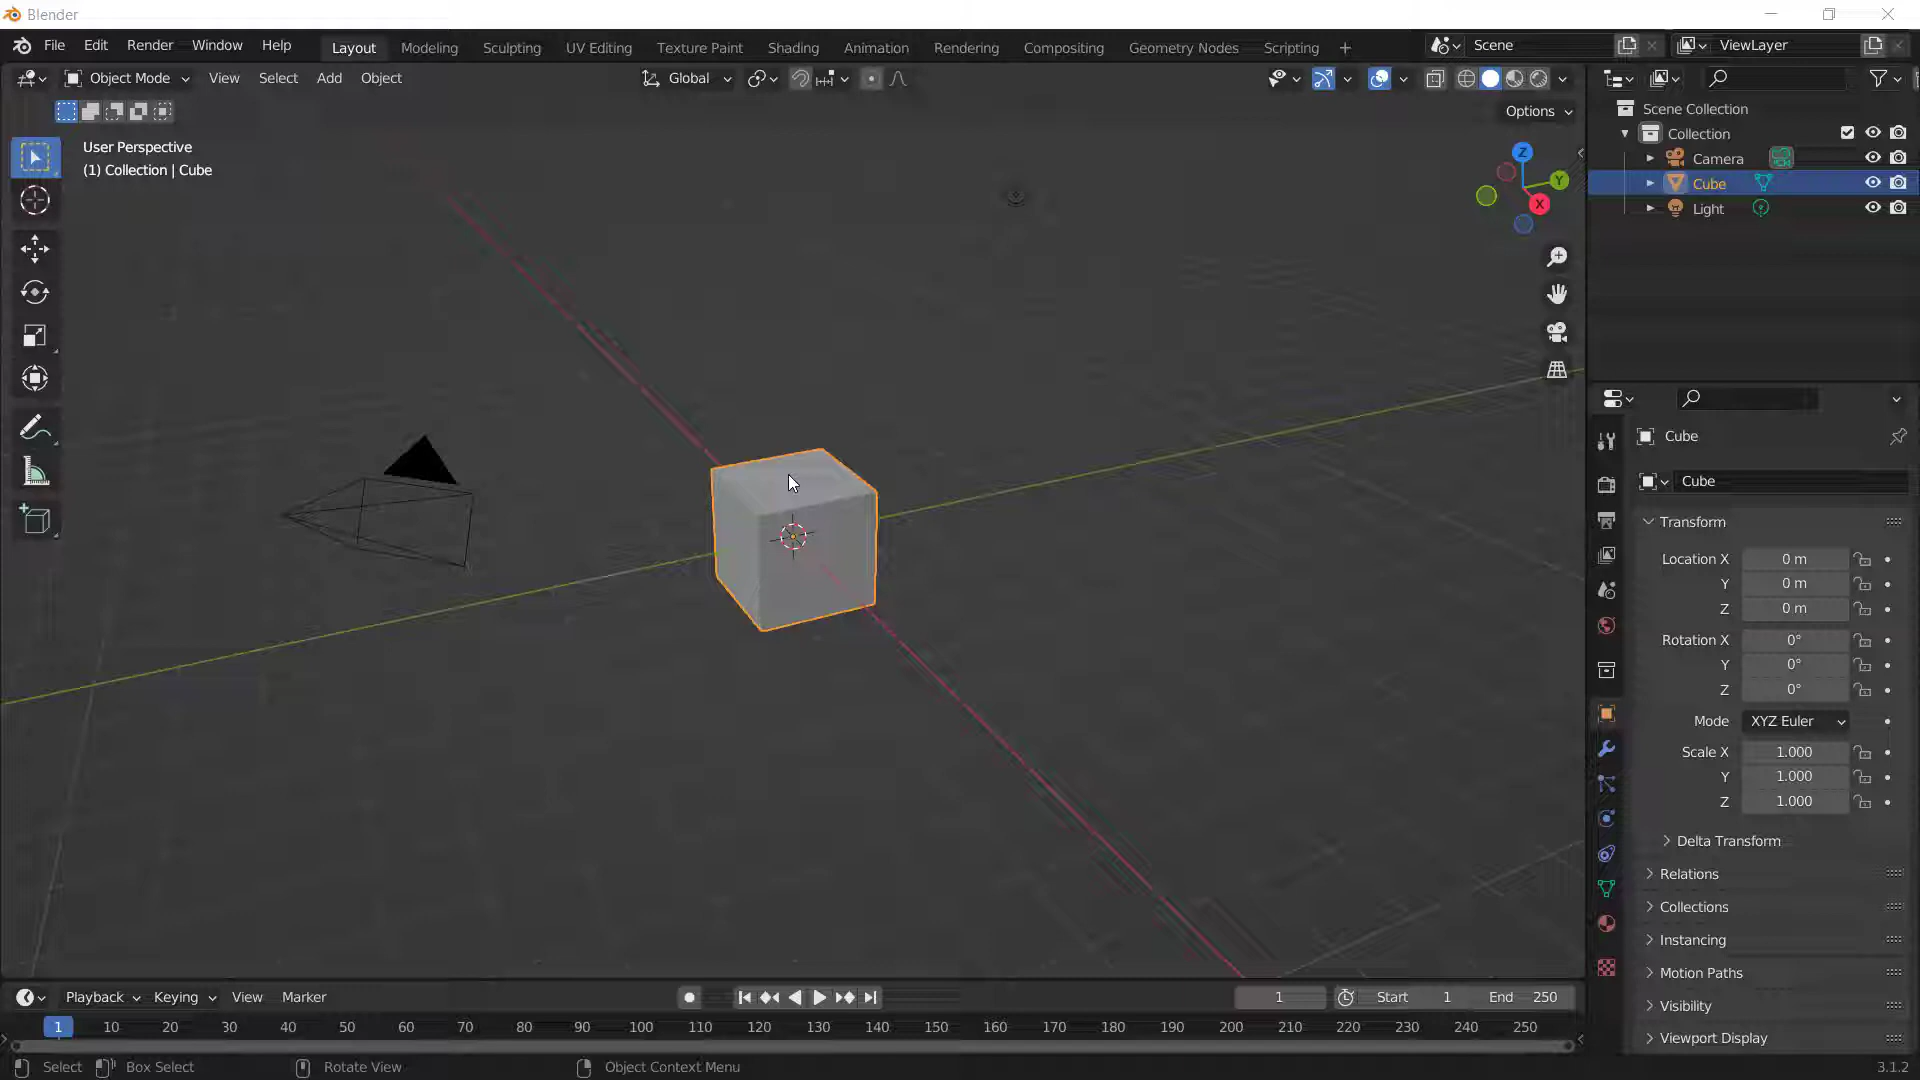 Blender
File Edit Render Window Help Layout Modeling Sculpting UV Editing Texture Paint Shading Animation Rendering Compositing Geometry Nodes Scripting + Scene ViewLayer
Object Mode View Select Add Object Global
Options
User Perspective
(1) Collection | Cube
Z
Y
X
Scene Collection
Collection
Camera
Cube
Light
Cube
Cube
Transform
Location X 0 m
Y 0 m
Z 0 m
Rotation X 0°
Y 0°
Z 0°
Mode XYZ Euler
Scale X 1.000
Y 1.000
Z 1.000
Delta Transform
Relations
Collections
Instancing
Motion Paths
Visibility
Viewport Display
Playback Keying View Marker 1 Start 1 End 250
1 10 20 30 40 50 60 70 80 90 100 110 120 130 140 150 160 170 180 190 200 210 220 230 240 250
Select Box Select Rotate View Object Context Menu 3.1.2